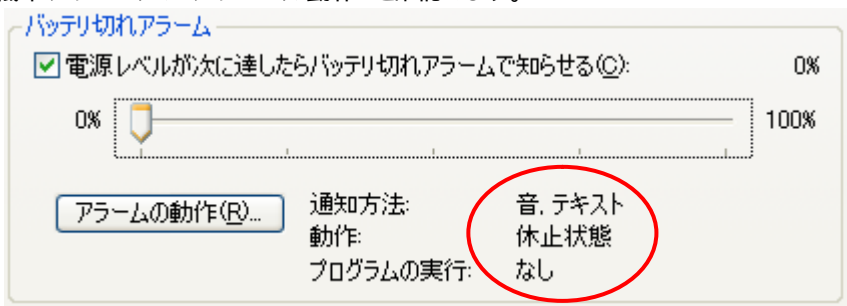 バッテリ切れアラーム
電源レベルが次に達したらバッテリ切れアラームで知らせる(C): 0%
0% 100%
アラームの動作(R)... 通知方法: 音, テキスト
動作: 休止状態
プログラムの実行: なし